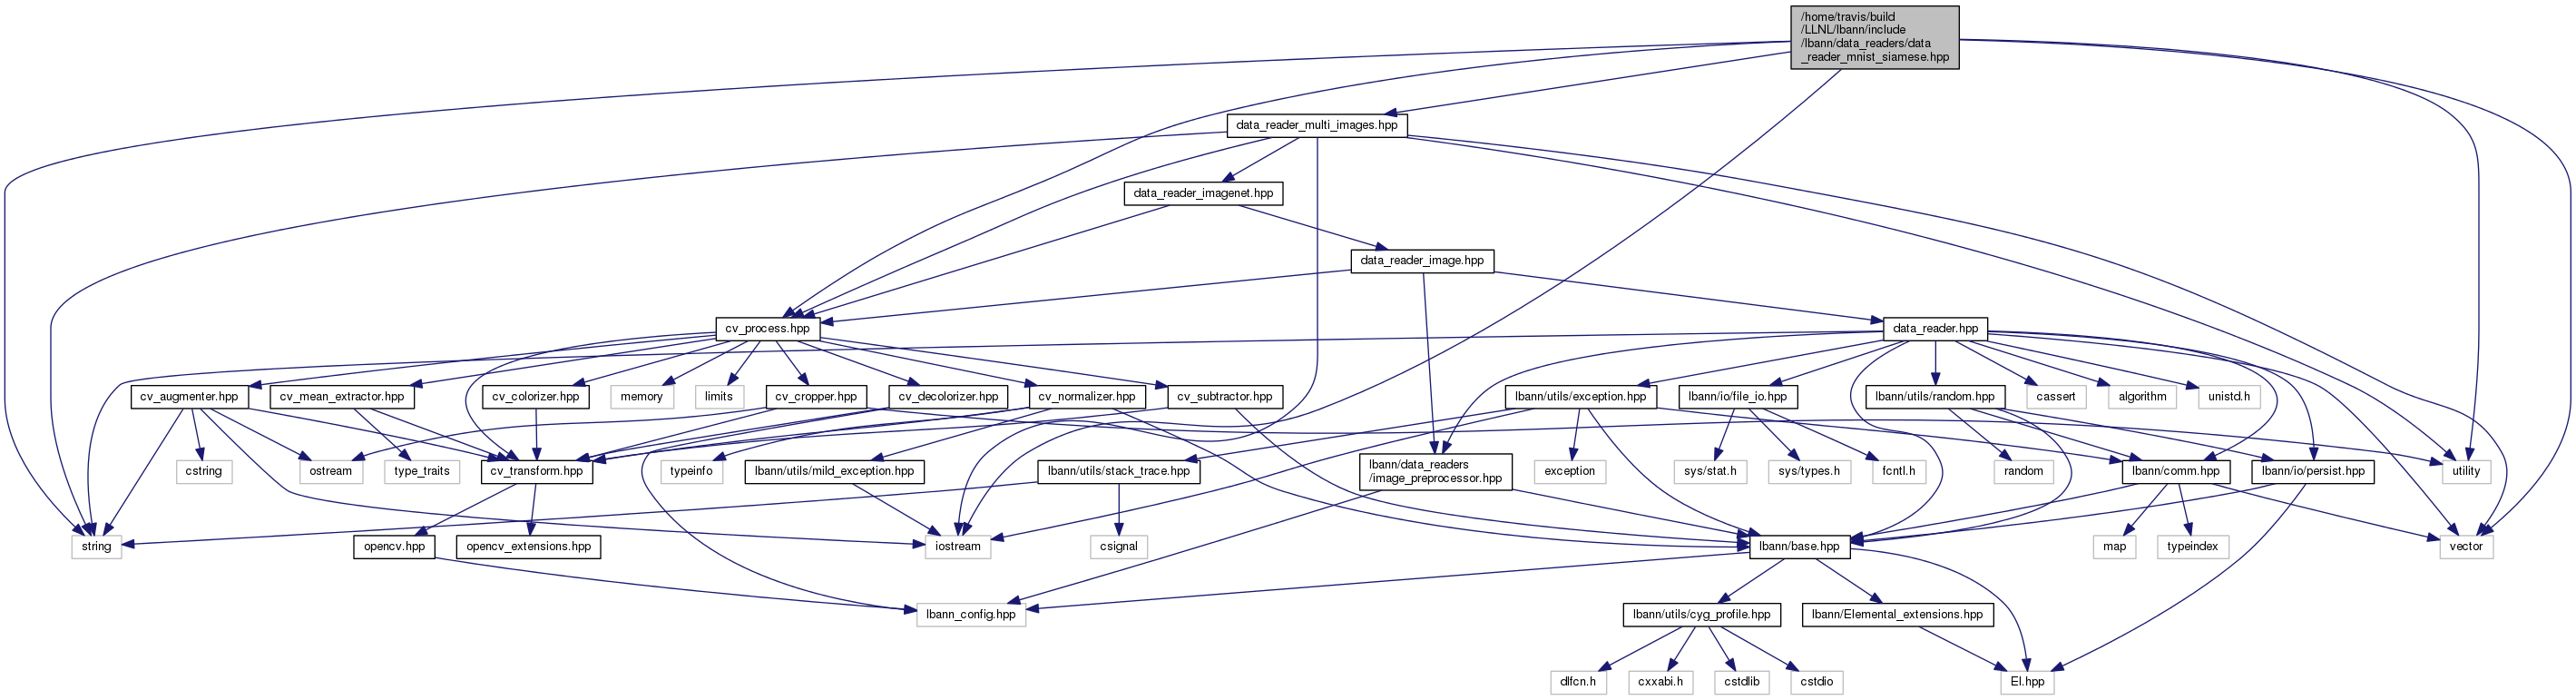 /home/travis/build
/LLNL/lbann/include
/lbann/data_readers/data
_reader_mnist_siamese.hpp
data_reader_multi_images.hpp
data_reader_imagenet.hpp
data_reader_image.hpp
cv_process.hpp
data_reader.hpp
cv_augmenter.hpp
cv_mean_extractor.hpp
cv_colorizer.hpp
memory
limits
cv_cropper.hpp
cv_decolorizer.hpp
cv_normalizer.hpp
cv_subtractor.hpp
lbann/utils/exception.hpp
lbann/io/file_io.hpp
lbann/utils/random.hpp
cassert
algorithm
unistd.h
cstring
ostream
type_traits
cv_transform.hpp
typeinfo
lbann/utils/mild_exception.hpp
lbann/utils/stack_trace.hpp
lbann/data_readers
/image_preprocessor.hpp
exception
sys/stat.h
sys/types.h
fcntl.h
random
lbann/comm.hpp
lbann/io/persist.hpp
utility
string
opencv.hpp
opencv_extensions.hpp
iostream
csignal
lbann/base.hpp
map
typeindex
vector
lbann_config.hpp
lbann/utils/cyg_profile.hpp
lbann/Elemental_extensions.hpp
dlfcn.h
cxxabi.h
cstdlib
cstdio
El.hpp